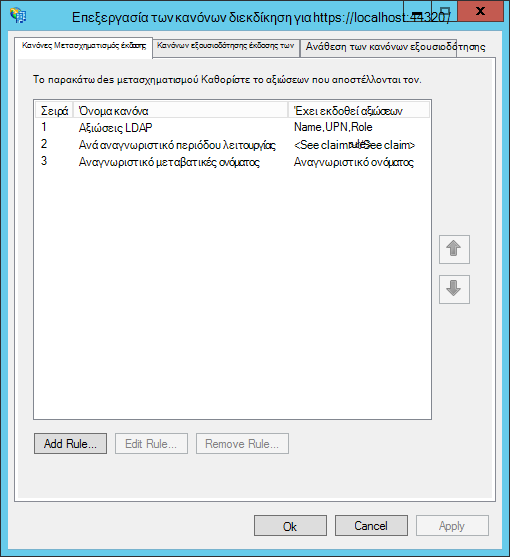 Επεξεργασία των κανόνων διεκδίκηση για https://localhost:44320/
Κανόνες Μετασχηματισμός έκδοσης Κανόνων εξουσιοδότησης έκδοσης των Ανάθεση των κανόνων εξουσιοδότησης
Το παρακάτω des μετασχηματισμού Καθορίστε το αξιώσεων που αποστέλλονται τον.
Σειρά Όνομα κανόνα Έχει εκδοθεί αξιώσεων
1 Αξιώσεις LDAP Name,UPN,Role
2 Ανά αναγνωριστικό περιόδου λειτουργίας <See claim rule>/See claim>
3 Αναγνωριστικό μεταβατικές ονόματος Αναγνωριστικό ονόματος
Add Rule... Edit Rule... Remove Rule...
Ok Cancel Apply